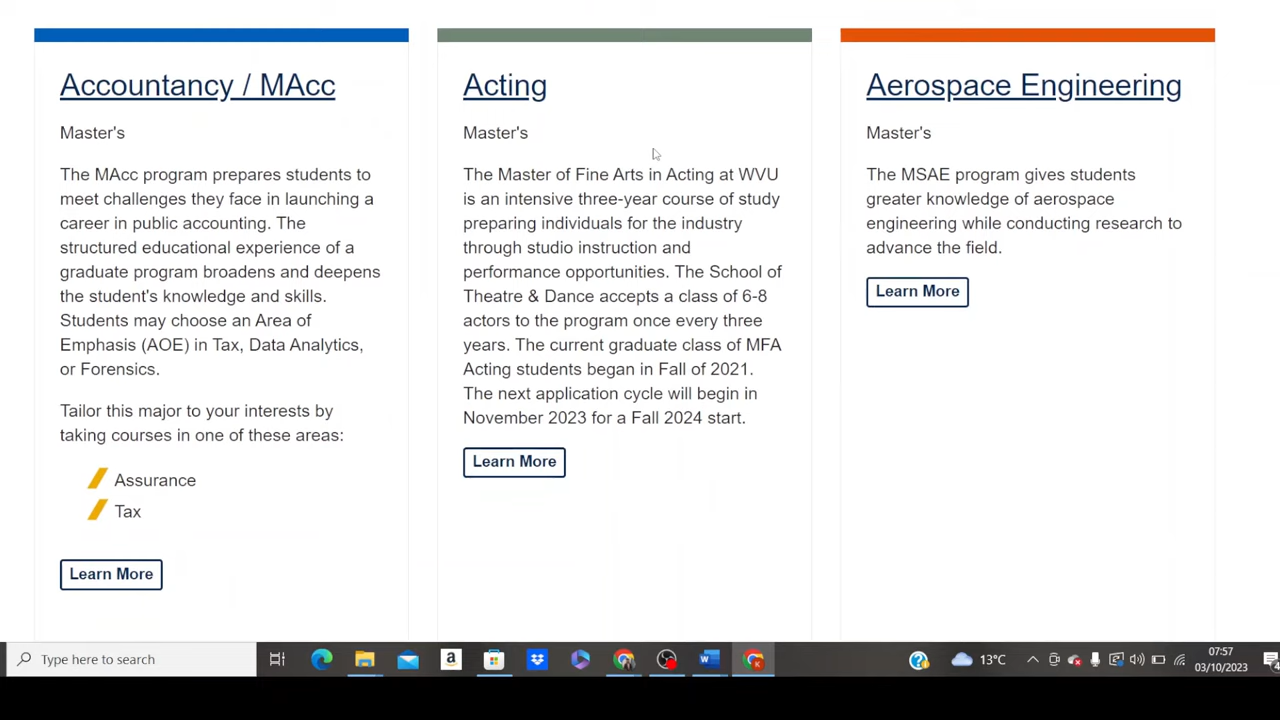 Accountancy / MAcc
Master's
The MAcc program prepares students to
meet challenges they face in launching a
career in public accounting. The
structured educational experience of a
graduate program broadens and deepens
the student's knowledge and skills.
Students may choose an Area of
Emphasis (AOE) in Tax, Data Analytics,
or Forensics.
Tailor this major to your interests by
taking courses in one of these areas:
Assurance
Tax
Learn More
Acting
Master's
The Master of Fine Arts in Acting at WVU
is an intensive three-year course of study
preparing individuals for the industry
through studio instruction and
performance opportunities. The School of
Theatre & Dance accepts a class of 6-8
actors to the program once every three
years. The current graduate class of MFA
Acting students began in Fall of 2021.
The next application cycle will begin in
November 2023 for a Fall 2024 start.
Learn More
Aerospace Engineering
Master's
The MSAE program gives students
greater knowledge of aerospace
engineering while conducting research to
advance the field.
Learn More
Type here to search
13°C
07:57
03/10/2023
4